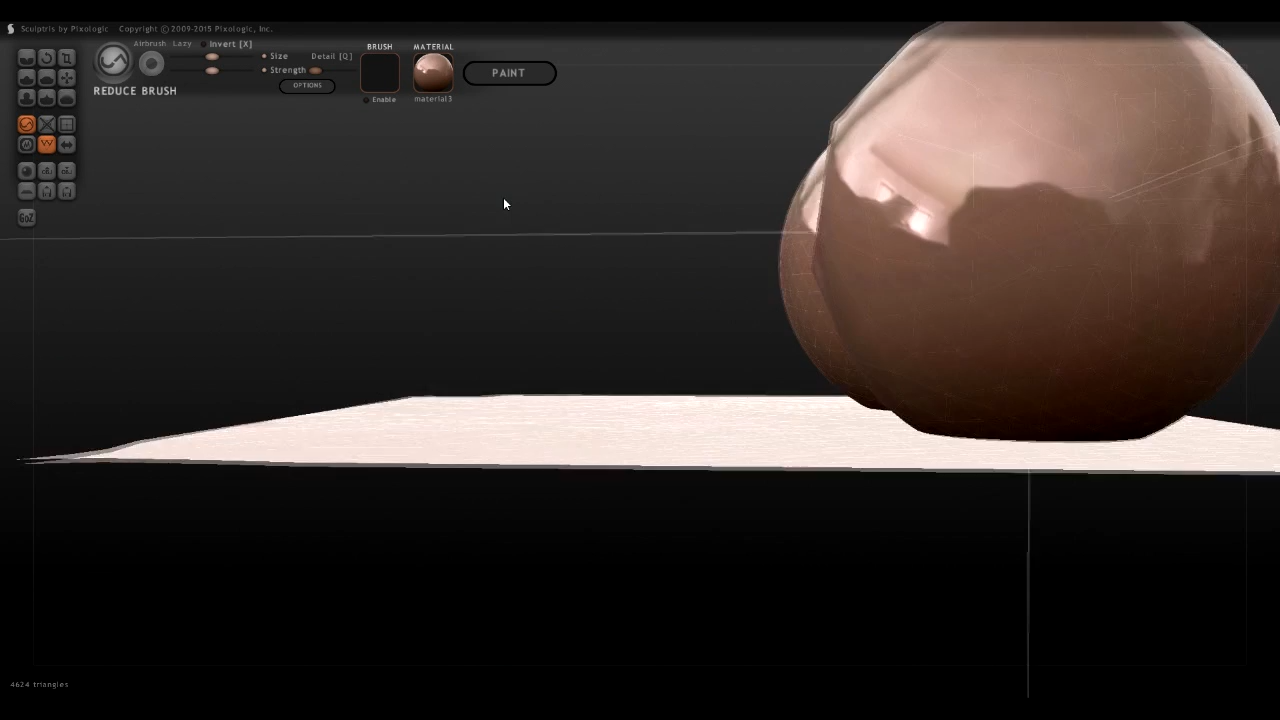 Sculptris by Pixologic Copyright © 2009-2015 Pixologic, Inc.
Airbrush Lazy Invert [X]
Size Detail [Q]
Strength
OPTIONS
REDUCE BRUSH
BRUSH
Enable
MATERIAL
material3
PAINT
GoZ
4624 triangles